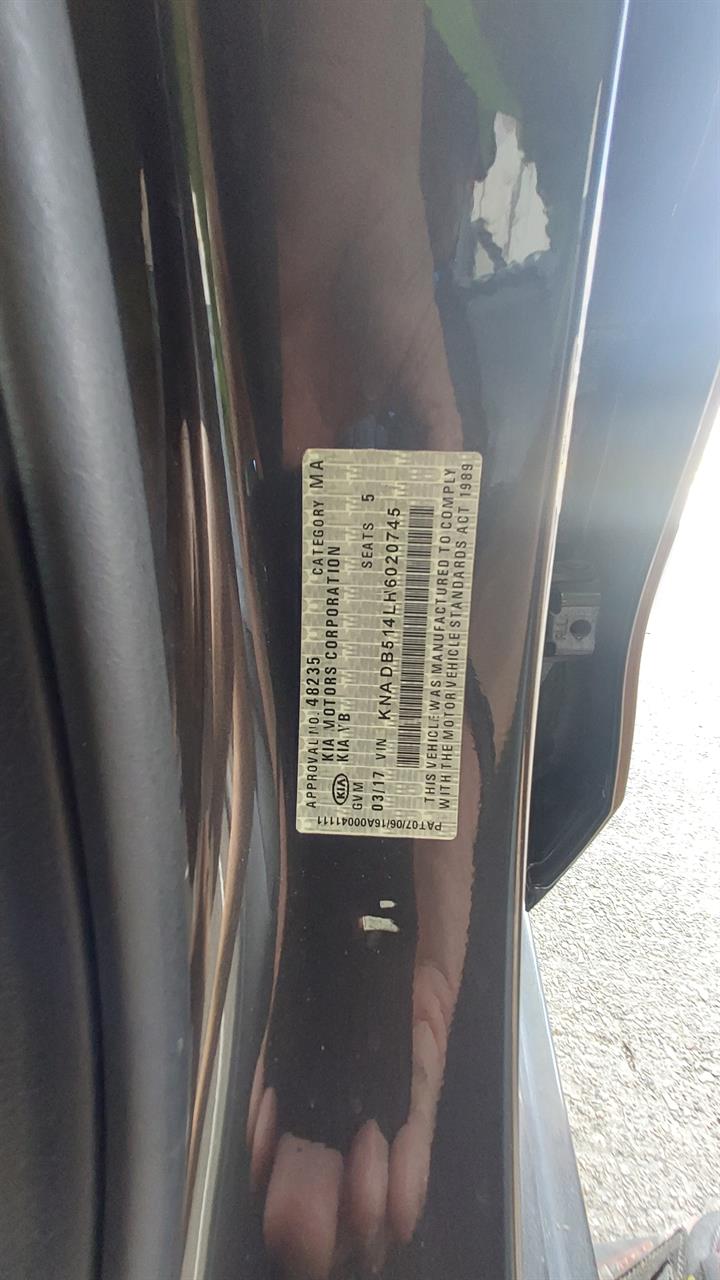 APPROVAL NO. 48235 CATEGORY MA
KIA KIA MOTORS CORPORATION
KIA YB
GVM SEATS 5
03/17 VIN KNADB514LH6020745
THIS VEHICLE WAS MANUFACTURED TO COMPLY
WITH THE MOTOR VEHICLE STANDARDS ACT 1989
PAT07/06/16A00041111